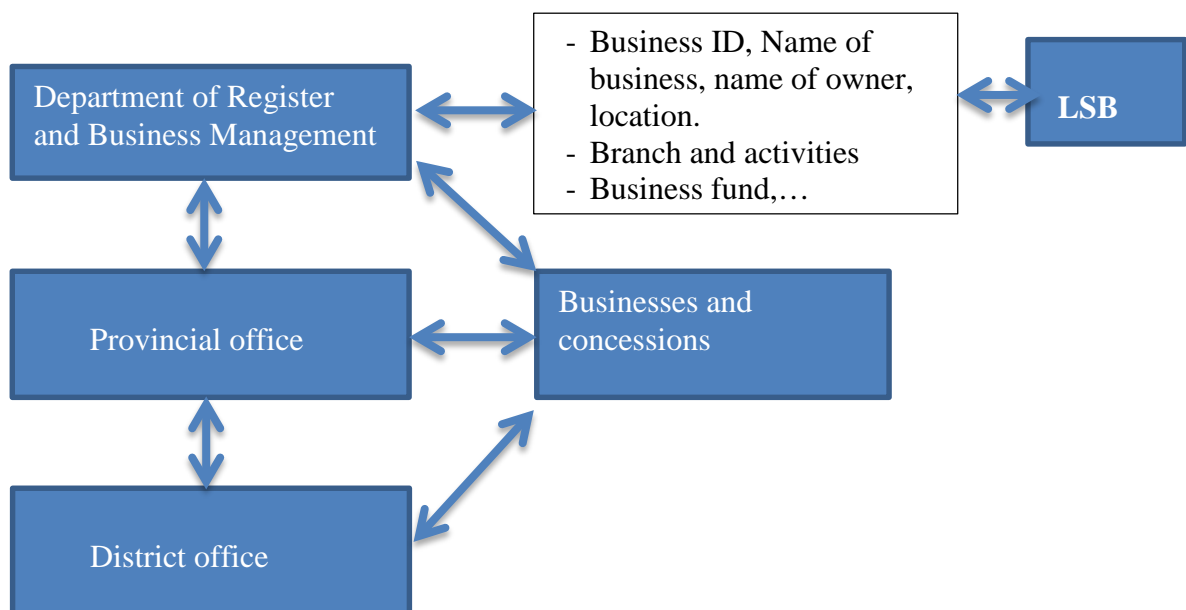 Department of Register
and Business Management
- Business ID, Name of
business, name of owner,
location.
- Branch and activities
- Business fund,…
LSB
Provincial office
Businesses and
concessions
District office